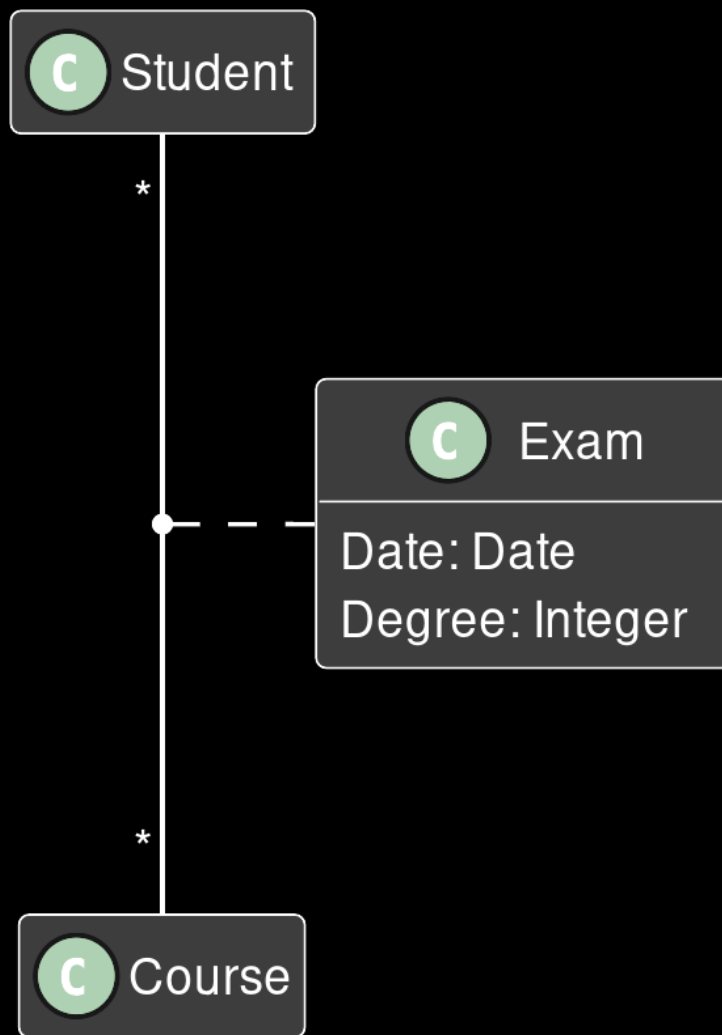 C Student
*
C Exam
Date: Date
Degree: Integer
*
C Course